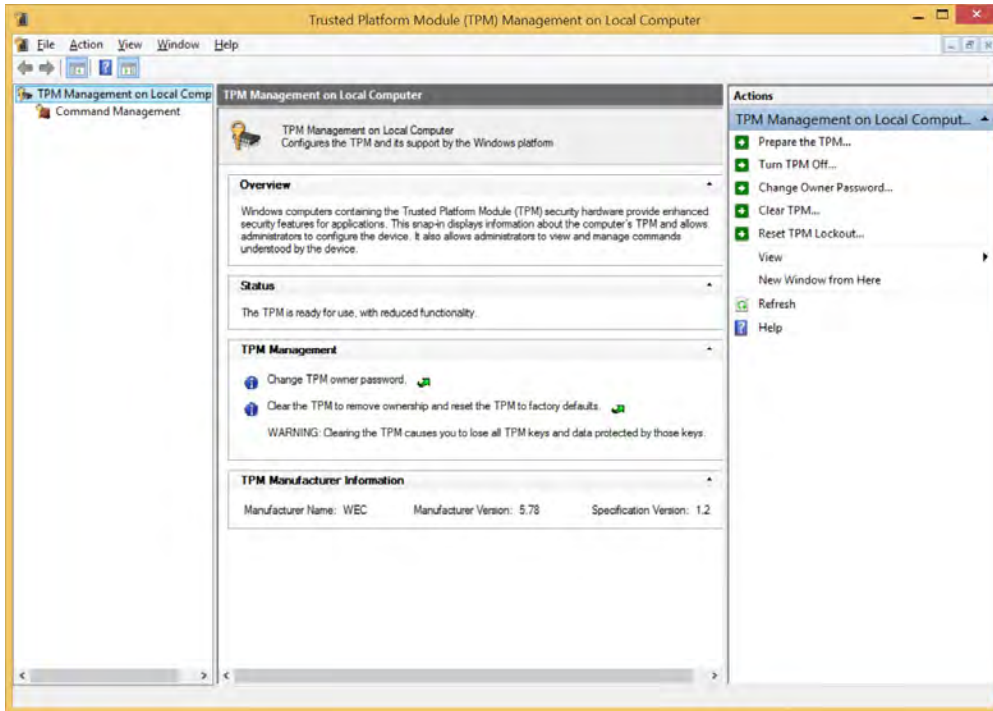 Trusted Platform Module (TPM) Management on Local Computer
File Action View Window Help
TPM Management on Local Comp
Command Management
TPM Management on Local Computer
TPM Management on Local Computer
Configures the TPM and its support by the Windows platform
Overview
Windows computers containing the Trusted Platform Module (TPM) security hardware provide enhanced
security features for applications. This snap-in displays information about the computer's TPM and allows
administrators to configure the device. It also allows administrators to view and manage commands
understood by the device.
Status
The TPM is ready for use, with reduced functionality.
TPM Management
Change TPM owner password.
Clear the TPM to remove ownership and reset the TPM to factory defaults.
WARNING: Clearing the TPM causes you to lose all TPM keys and data protected by those keys.
TPM Manufacturer Information
Manufacturer Name: WEC Manufacturer Version: 5.78 Specification Version: 1.2
Actions
TPM Management on Local Comput...
Prepare the TPM...
Turn TPM Off...
Change Owner Password...
Clear TPM...
Reset TPM Lockout...
View
New Window from Here
Refresh
Help